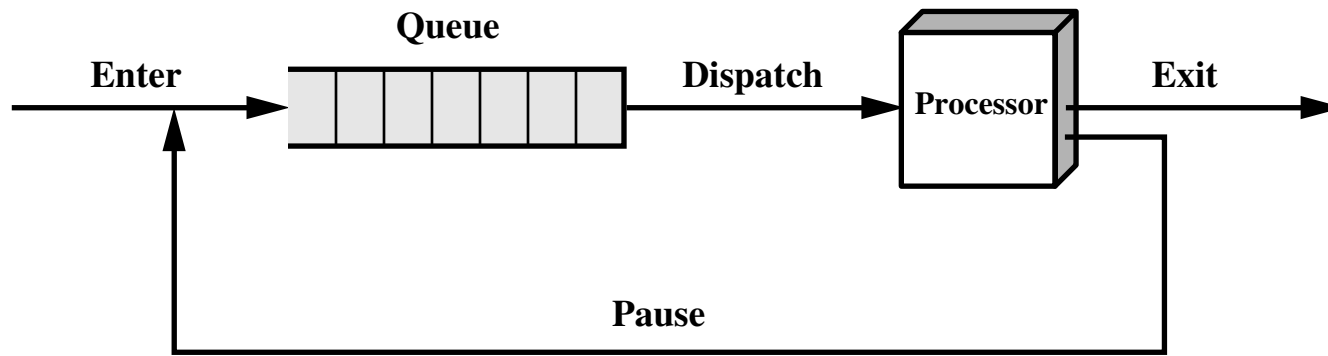 Queue
Enter
Dispatch
Processor
Exit
Pause